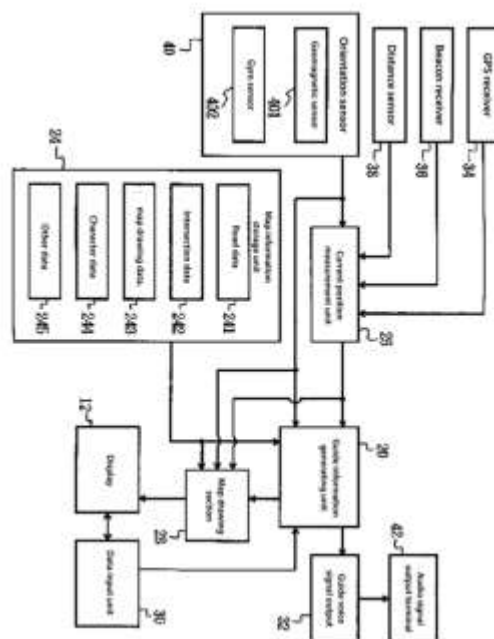 GPS receiver
34
Beacon receiver
36
Distance sensor
38
Orientation sensor
Geomagnetic sensor
401
Gyro sensor
402
40
Current position
measurement unit
Map information
storage unit
Road data
241
Intersection data
242
Map drawing data
243
Character data
244
Other data
245
24
Guide information
generating unit
20
Map drawing
section
28
Display
12
Data input unit
30
Guide voice
signal output
32
Audio signal
output terminal
42